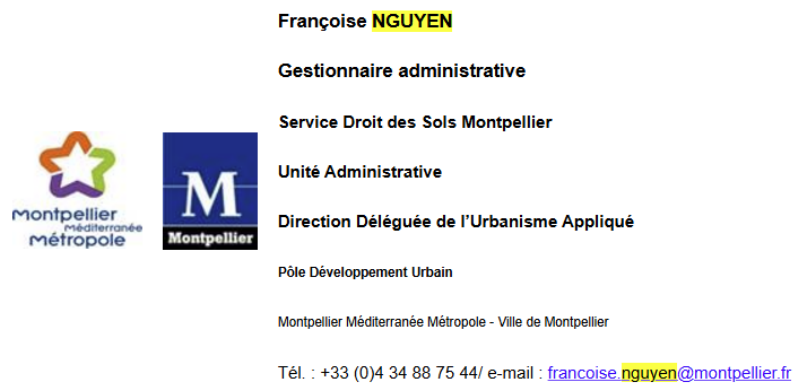 Françoise NGUYEN
Gestionnaire administrative
Service Droit des Sols Montpellier
Unité Administrative
Direction Déléguée de l'Urbanisme Appliqué
Pôle Développement Urbain
Montpellier Méditerranée Métropole - Ville de Montpellier
Tél. : +33 (0)4 34 88 75 44/ e-mail : francoise.nguyen@montpellier.fr
montpellier
méditerranée
métropole
M
Montpellier